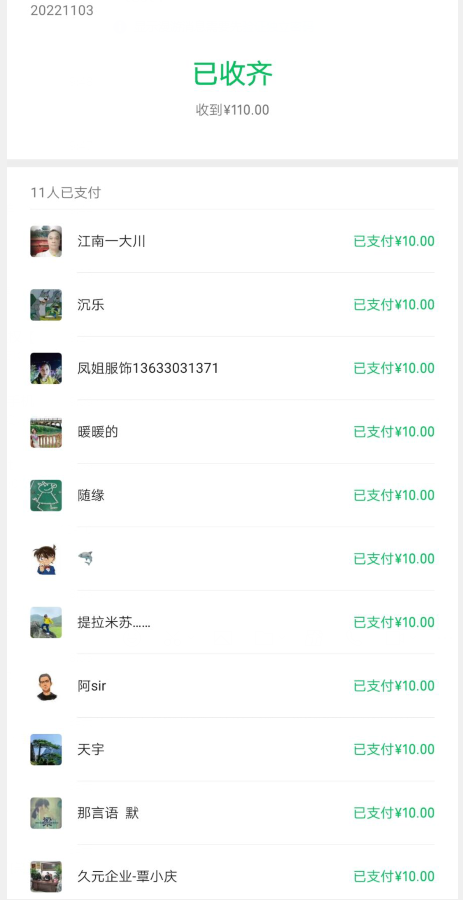 20221103
已收齐
收到¥110.00
11人已支付
江南一大川 已支付¥10.00
沉乐 已支付¥10.00
凤姐服饰13633031371 已支付¥10.00
暖暖的 已支付¥10.00
随缘 已支付¥10.00
🦈 已支付¥10.00
提拉米苏…… 已支付¥10.00
阿sir 已支付¥10.00
天宇 已支付¥10.00
那言语 默 已支付¥10.00
久元企业-覃小庆 已支付¥10.00